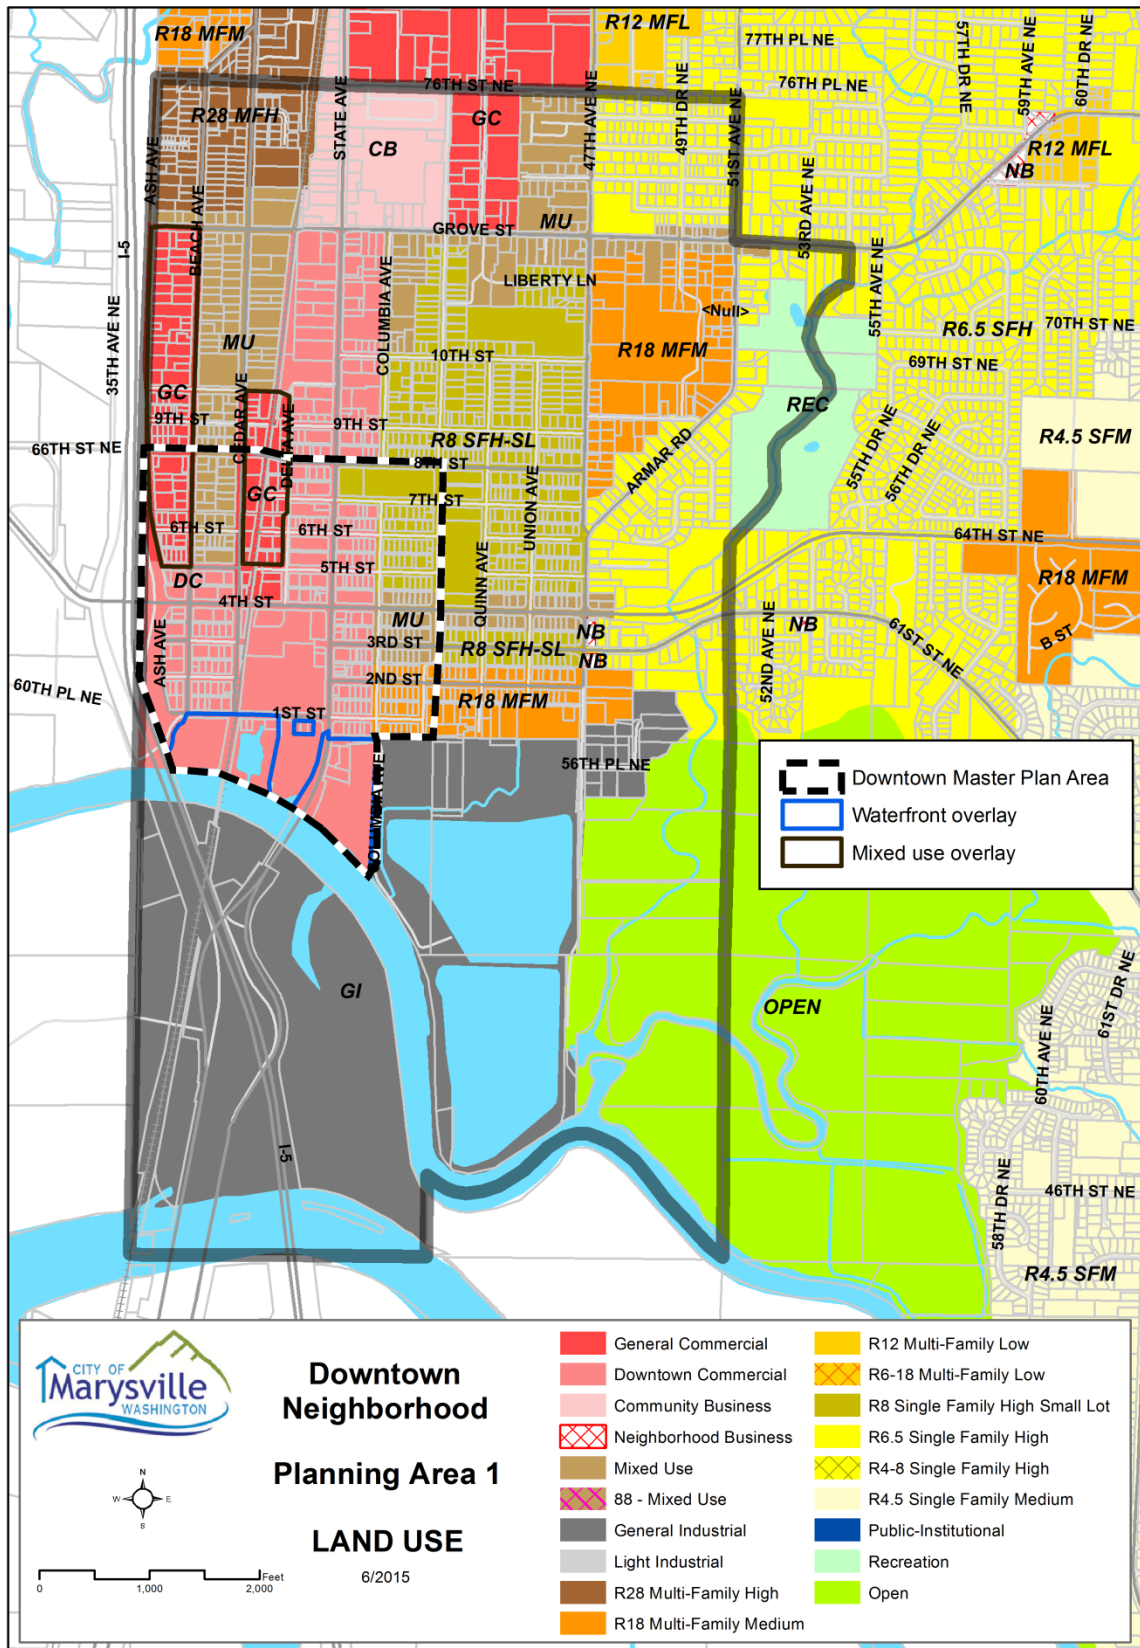 R18 MFM
R12 MFL
77TH PL NE
57TH DR NE
59TH AVE NE
60TH DR NE
76TH ST NE
76TH PL NE
STATE AVE
47TH AVE NE
49TH DR NE
51ST AVE NE
R28 MFH
GC
CB
R12 MFL
NB
ASH AVE
BEACH AVE
53RD AVE NE
GROVE ST
MU
I-5
COLUMBIA AVE
LIBERTY LN
55TH AVE NE
35TH AVE NE
<Null>
R6.5 SFH
70TH ST NE
MU
10TH ST
R18 MFM
69TH ST NE
GC
9TH ST
CEDAR AVE
DELTA AVE
9TH ST
REC
66TH ST NE
R8 SFH-SL
ARMAR RD
55TH DR NE
56TH DR NE
R4.5 SFM
8TH ST
GC
7TH ST
UNION AVE
6TH ST
6TH ST
64TH ST NE
DC
5TH ST
QUINN AVE
R18 MFM
4TH ST
MU
NB
NB
3RD ST
R8 SFH-SL
NB
52ND AVE NE
61ST ST NE
B ST
ASH AVE
60TH PL NE
2ND ST
R18 MFM
1ST ST
56TH PL NE
COLUMBIA AVE
Downtown Master Plan Area
Waterfront overlay
Mixed use overlay
GI
OPEN
61ST DR NE
60TH AVE NE
I-5
58TH DR NE
46TH ST NE
R4.5 SFM
CITY OF
Marysville
WASHINGTON
N
W
E
S
0
1,000
2,000
Feet
Downtown
Neighborhood
Planning Area 1
LAND USE
6/2015
General Commercial
Downtown Commercial
Community Business
Neighborhood Business
Mixed Use
88 - Mixed Use
General Industrial
Light Industrial
R28 Multi-Family High
R18 Multi-Family Medium
R12 Multi-Family Low
R6-18 Multi-Family Low
R8 Single Family High Small Lot
R6.5 Single Family High
R4-8 Single Family High
R4.5 Single Family Medium
Public-Institutional
Recreation
Open